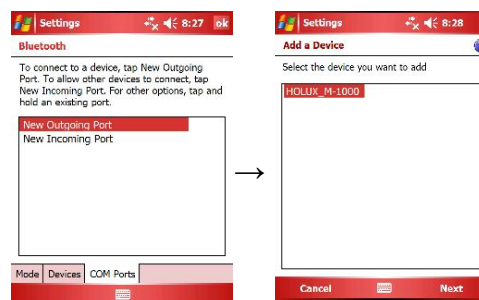 Settings 8:27 ok
Bluetooth
To connect to a device, tap New Outgoing
Port. To allow other devices to connect, tap
New Incoming Port. For other options, tap and
hold an existing port.
New Outgoing Port
New Incoming Port
Mode Devices COM Ports
→
Settings 8:28
Add a Device
Select the device you want to add
HOLUX_M-1000
Cancel Next